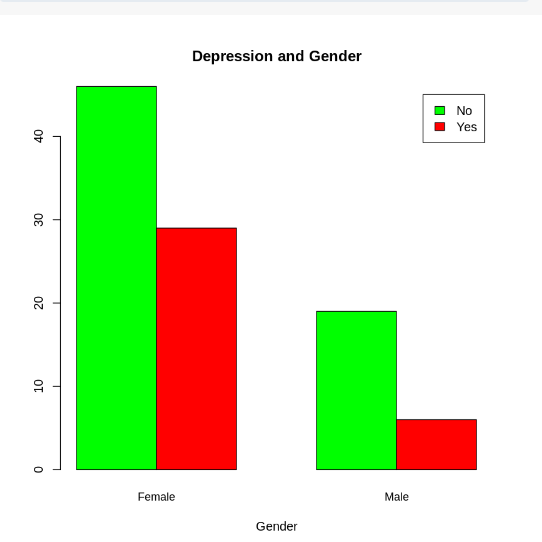 Depression and Gender
No
Yes
40
30
20
10
0
Female Male
Gender